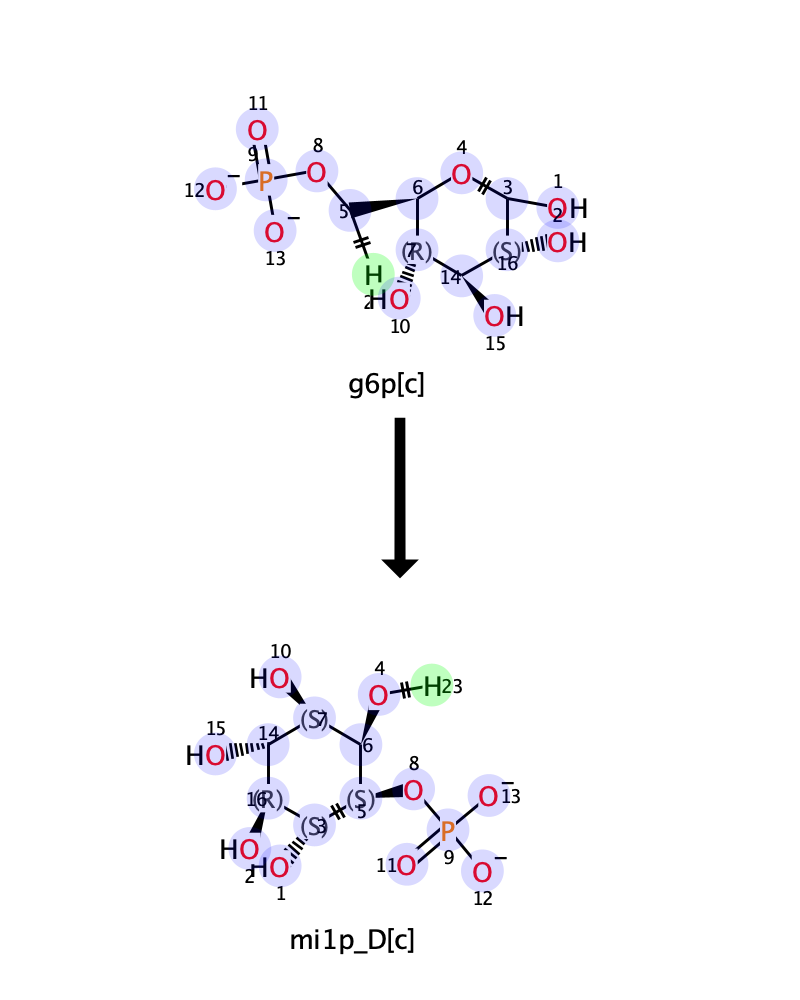 11
9 8 4
O O O 3 1
12 O − P 6 OH
5 2
O − (R) (S) OH
13 H 7 14 16
2 HO OH
10 15
g6p[c]
10 4
HO O H 23
15 14 (S) 7 6
HO 8
16 (R) (S) O O − 13
(S) 3 5 P
HO HO 11 O 9 O −
2 1 12
mi1p_D[c]